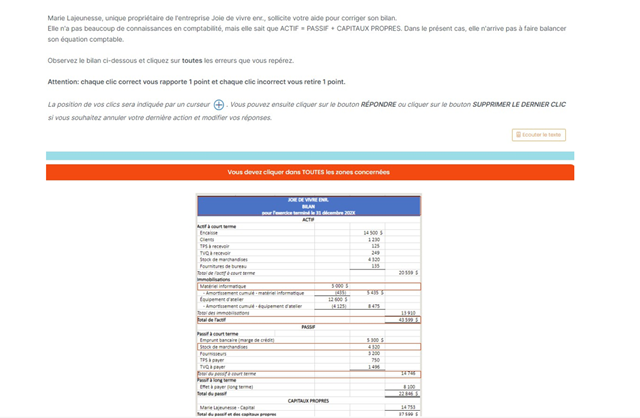 Marie Lajeunesse, unique propriétaire de l'entreprise Joie de vivre enr., sollicite votre aide pour corriger son bilan.
Elle n'a pas beaucoup de connaissances en comptabilité, mais elle sait que ACTIF = PASSIF + CAPITAUX PROPRES. Dans le présent cas, elle n'arrive pas à faire balancer
son équation comptable.
Observez le bilan ci-dessous et cliquez sur toutes les erreurs que vous repérez.
Attention: chaque clic correct vous rapporte 1 point et chaque clic incorrect vous retire 1 point.
La position de vos clics sera indiquée par un curseur . Vous pouvez ensuite cliquer sur le bouton RÉPONDRE ou cliquer sur le bouton SUPPRIMER LE DERNIER CLIC
si vous souhaitez annuler votre dernière action et modifier vos réponses.
Ecouter le texte
Vous devez cliquer dans TOUTES les zones concernées
JOIE DE VIVRE ENR.
BILAN
pour l'exercice terminé le 31 décembre 202X
ACTIF
Actif à court terme
Encaisse 14 500 $
Clients 1 230
TPS à recevoir 125
TVQ à recevoir 249
Stock de marchandises 4 320
Fournitures de bureau 135
Total de l'actif à court terme 20 559 $
Immobilisations
Matériel informatique $
- Amortissement cumulé - matériel informatique (435) 5 435 $
Équipement d'atelier 12 600 $
- Amortissement cumulé - équipement d'atelier (4 125) 8 475
Total des immobilisations 13 910
Total de l'actif 43 599 $
PASSIF
Passif à court terme
Emprunt bancaire (marge de crédit) 5 300 $
Stock de marchandises 4 320
Fournisseurs 3 200
TPS à payer 750
TVQ à payer 1 496
Total du passif à court terme 14 746
Passif à long terme
Effet à payer (long terme) 8 100
Total du passif 22 846 $
CAPITAUX PROPRES
Marie Lajeunesse - Capital 14 753
Total du passif et des capitaux propres 37 599 $